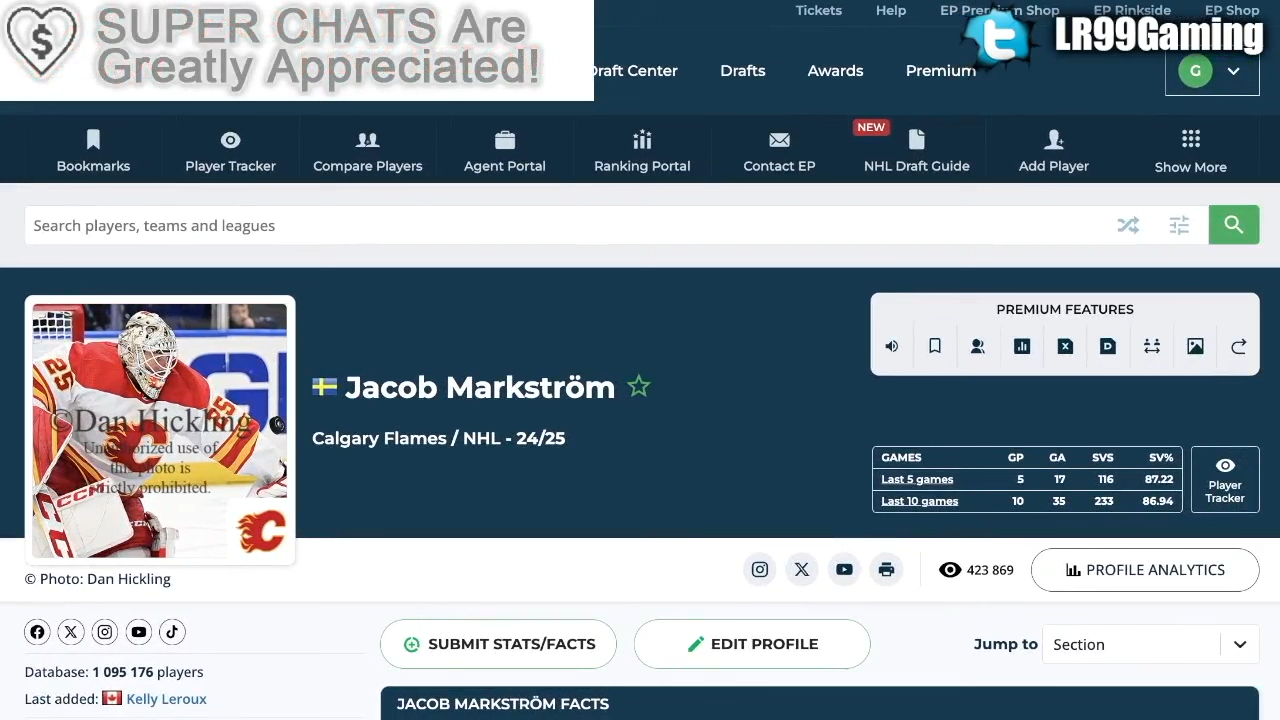 SUPER CHATS Are
Greatly Appreciated!
Tickets
Help
EP Premium Shop
EP Rinkside
EP Shop
LR99Gaming
Draft Center
Drafts
Awards
Premium
G
Bookmarks
Player Tracker
Compare Players
Agent Portal
Ranking Portal
Contact EP
NEW
NHL Draft Guide
Add Player
Show More
Search players, teams and leagues
PREMIUM FEATURES
Jacob Markström
Calgary Flames / NHL - 24/25
25
25
©Dan Hickling
Unauthorized use of
this photo is
strictly prohibited.
CCM
GAMES GP GA SVS SV%
Last 5 games 5 17 116 87.22
Last 10 games 10 35 233 86.94
Player
Tracker
© Photo: Dan Hickling
423 869
PROFILE ANALYTICS
Database: 1 095 176 players
Last added: Kelly Leroux
SUBMIT STATS/FACTS
EDIT PROFILE
Jump to
Section
JACOB MARKSTRÖM FACTS